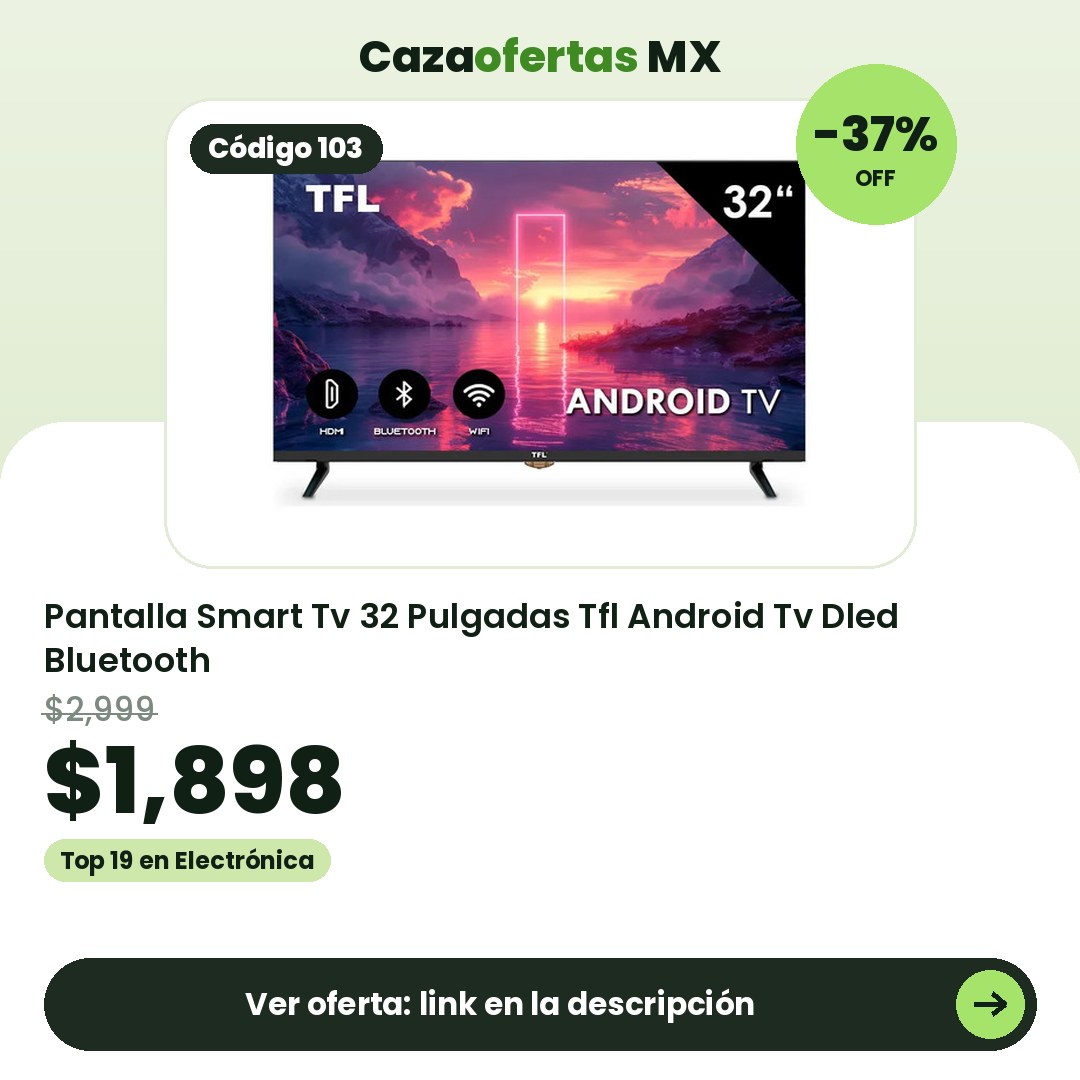 Cazaofertas MX
Código 103
-37%
OFF
TFL
32“
ANDROID TV
HDMI
BLUETOOTH
WIFI
TFL
Pantalla Smart Tv 32 Pulgadas Tfl Android Tv Dled
Bluetooth
$2,999
$1,898
Top 19 en Electrónica
Ver oferta: link en la descripción